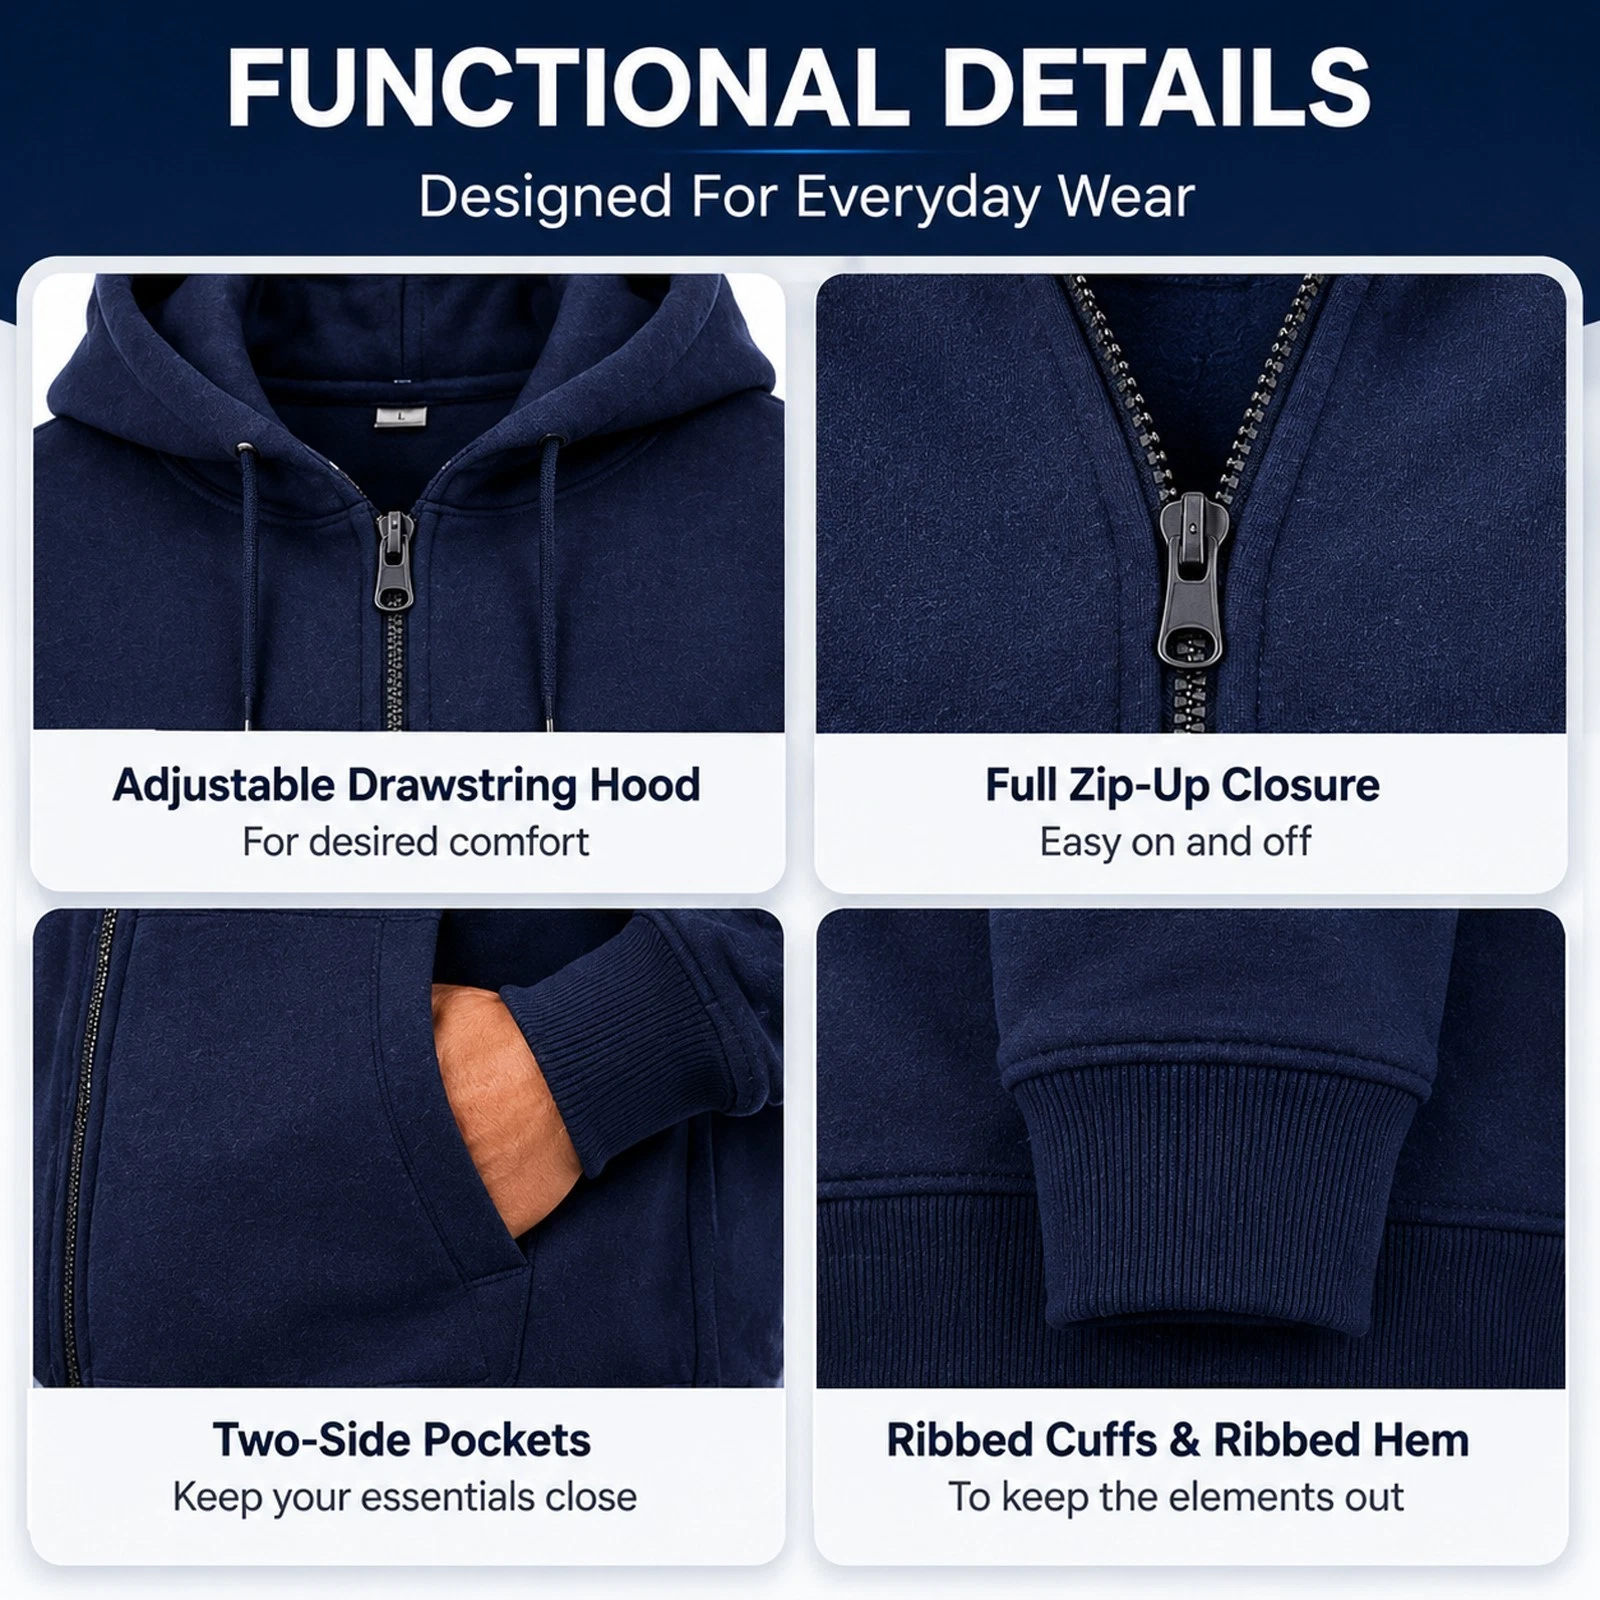 FUNCTIONAL DETAILS
Designed For Everyday Wear
L
Adjustable Drawstring Hood
For desired comfort
Full Zip-Up Closure
Easy on and off
Two-Side Pockets
Keep your essentials close
Ribbed Cuffs & Ribbed Hem
To keep the elements out